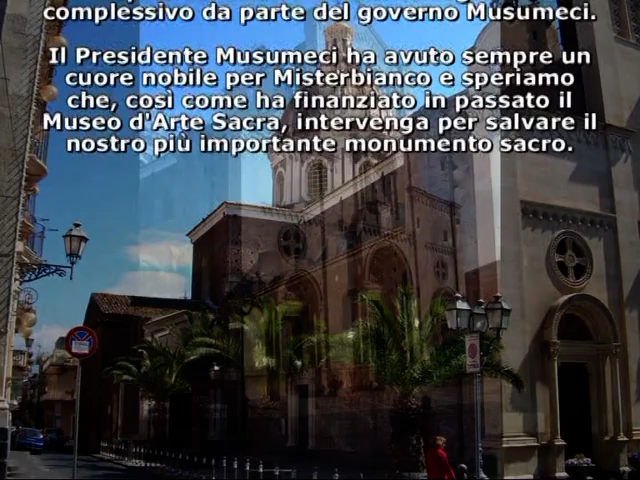 complessivo da parte del governo Musumeci.
Il Presidente Musumeci ha avuto sempre un
cuore nobile per Misterbianco e speriamo
che, così come ha finanziato in passato il
Museo d'Arte Sacra, intervenga per salvare il
nostro più importante monumento sacro.